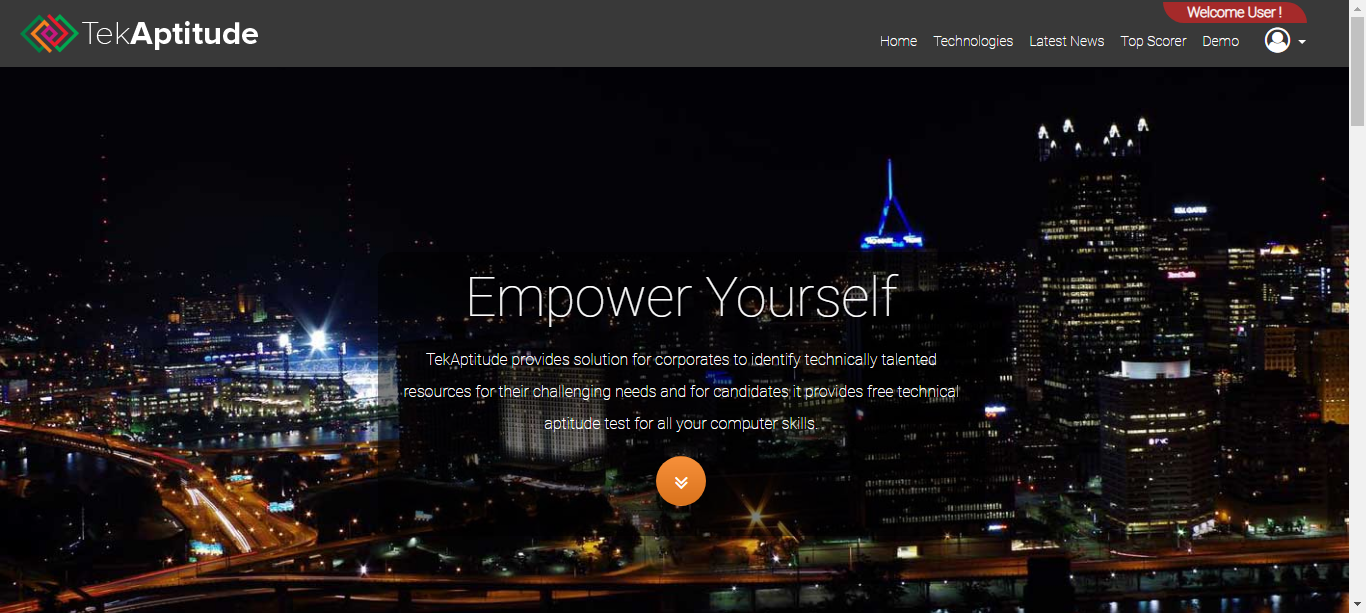 Welcome User !
TekAptitude
Home Technologies Latest News Top Scorer Demo
K&L GATES
Empower Yourself
TekAptitude provides solution for corporates to identify technically talented
resources for their challenging needs and for candidates it provides free technical
aptitude test for all your computer skills.
PNC